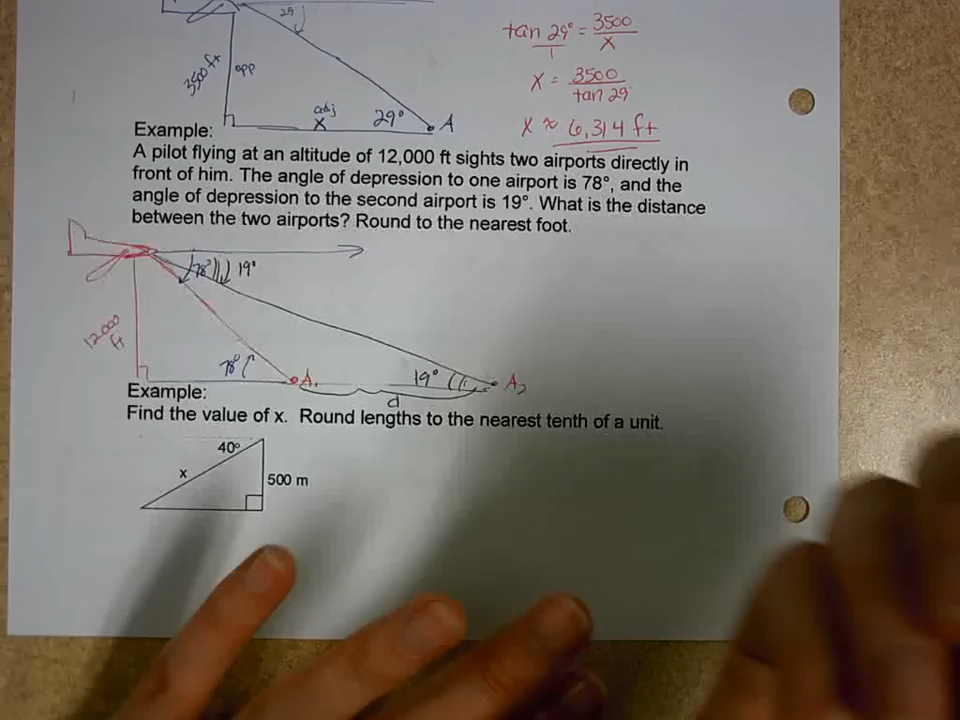 29
tan 29° = 3500
1 x
3500 ft
opp
x = 3500
tan 29
adj
x
29°
A
x ≈ 6,314 ft
Example:
A pilot flying at an altitude of 12,000 ft sights two airports directly in
front of him. The angle of depression to one airport is 78°, and the
angle of depression to the second airport is 19°. What is the distance
between the two airports? Round to the nearest foot.
78° 19°
12,000
ft
78°
A₁
19°
A₂
d
Example:
Find the value of x. Round lengths to the nearest tenth of a unit.
40°
x
500 m